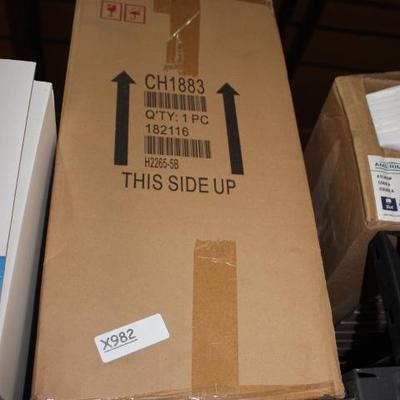 CH1883
Q'TY: 1 PC
182116
H2265-5B
THIS SIDE UP
X982